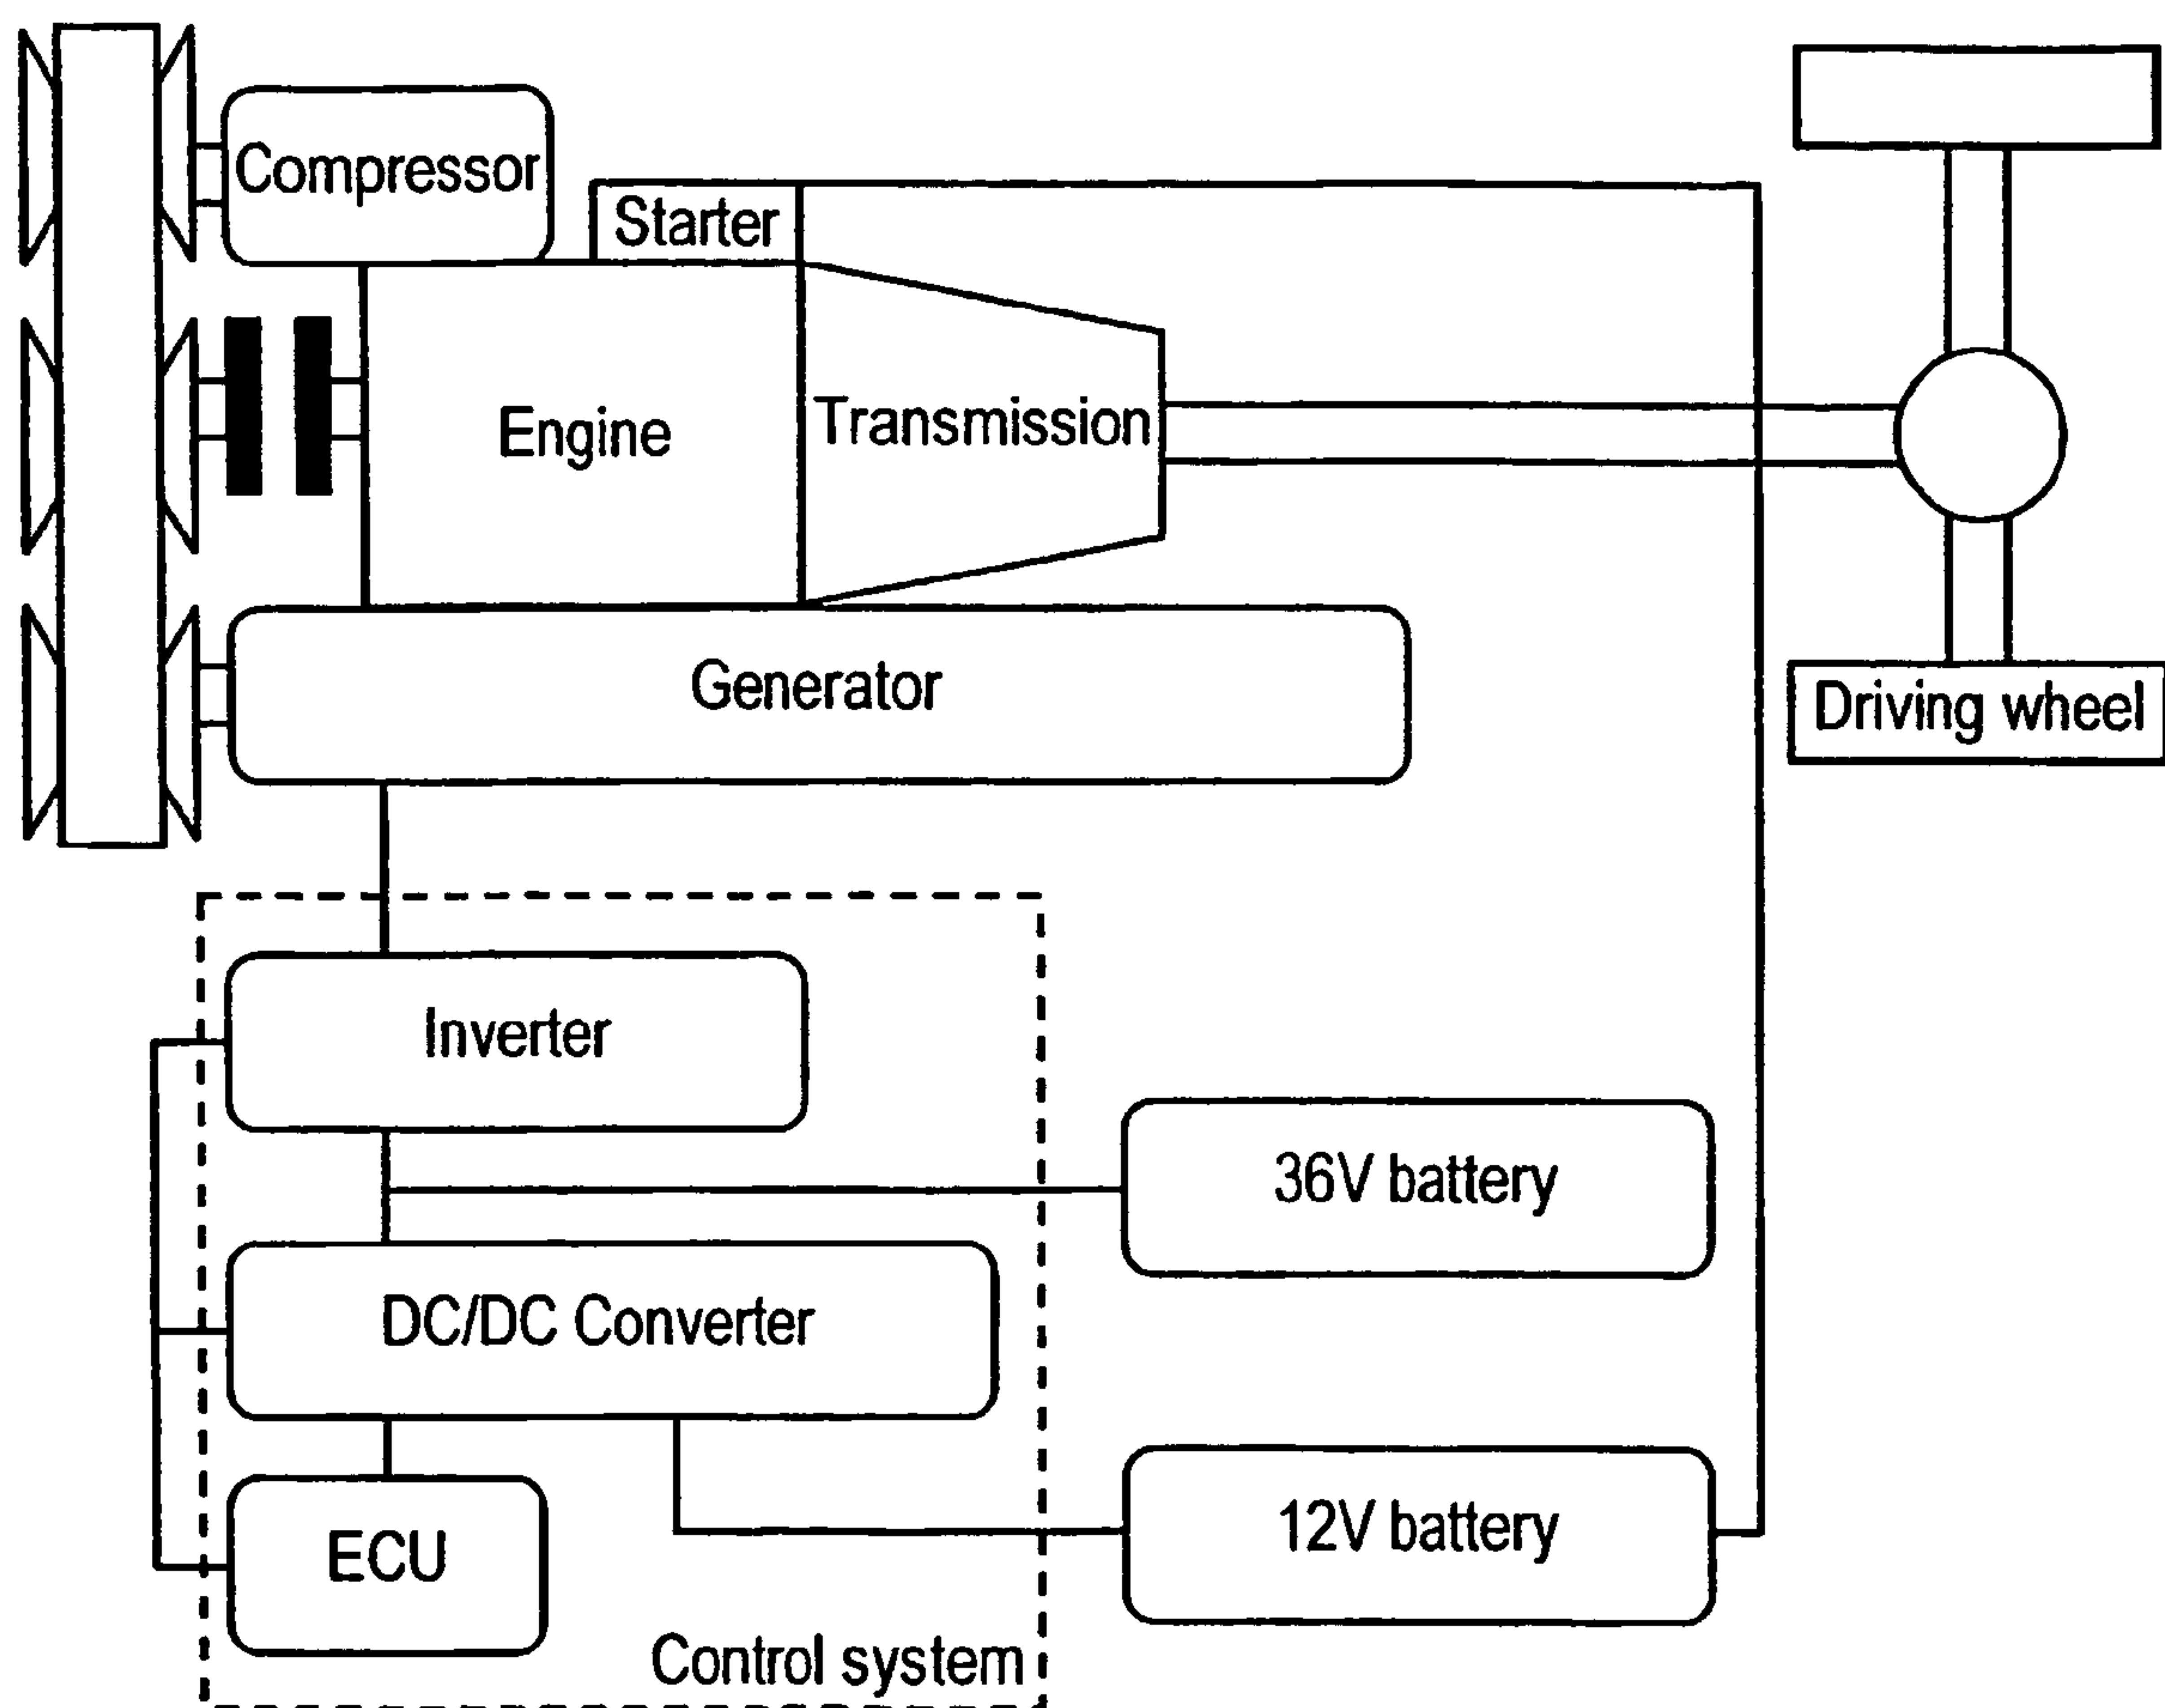 Compressor
Starter
Engine
Transmission
Generator
Driving wheel
Inverter
36V battery
DC/DC Converter
12V battery
ECU
Control system